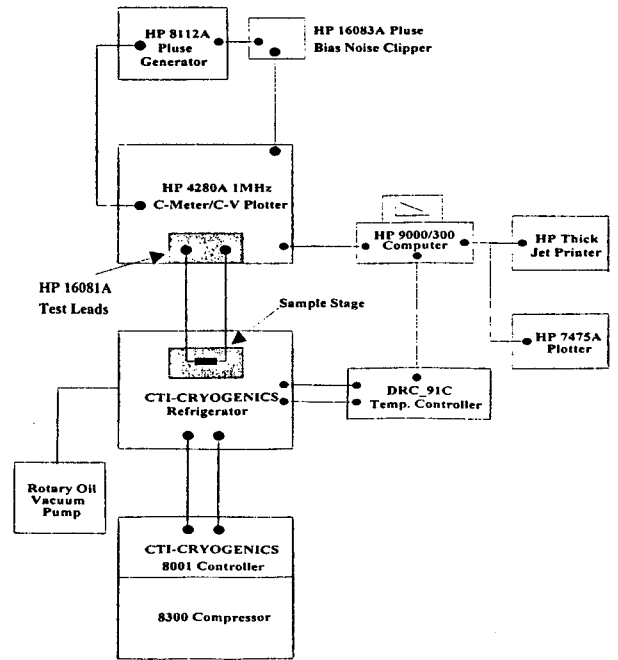 HP 8112A
Pluse
Generator
HP 16083A Pluse
Bias Noise Clipper
HP 4280A 1MHz
C-Meter/C-V Plotter
HP 9000/300
Computer
HP Thick
Jet Printer
HP 16081A
Test Leads
Sample Stage
HP 7475A
Plotter
CTI-CRYOGENICS
Refrigerator
DRC_91C
Temp. Controller
Rotary Oil
Vacuum
Pump
CTI-CRYOGENICS
8001 Controller
8300 Compressor